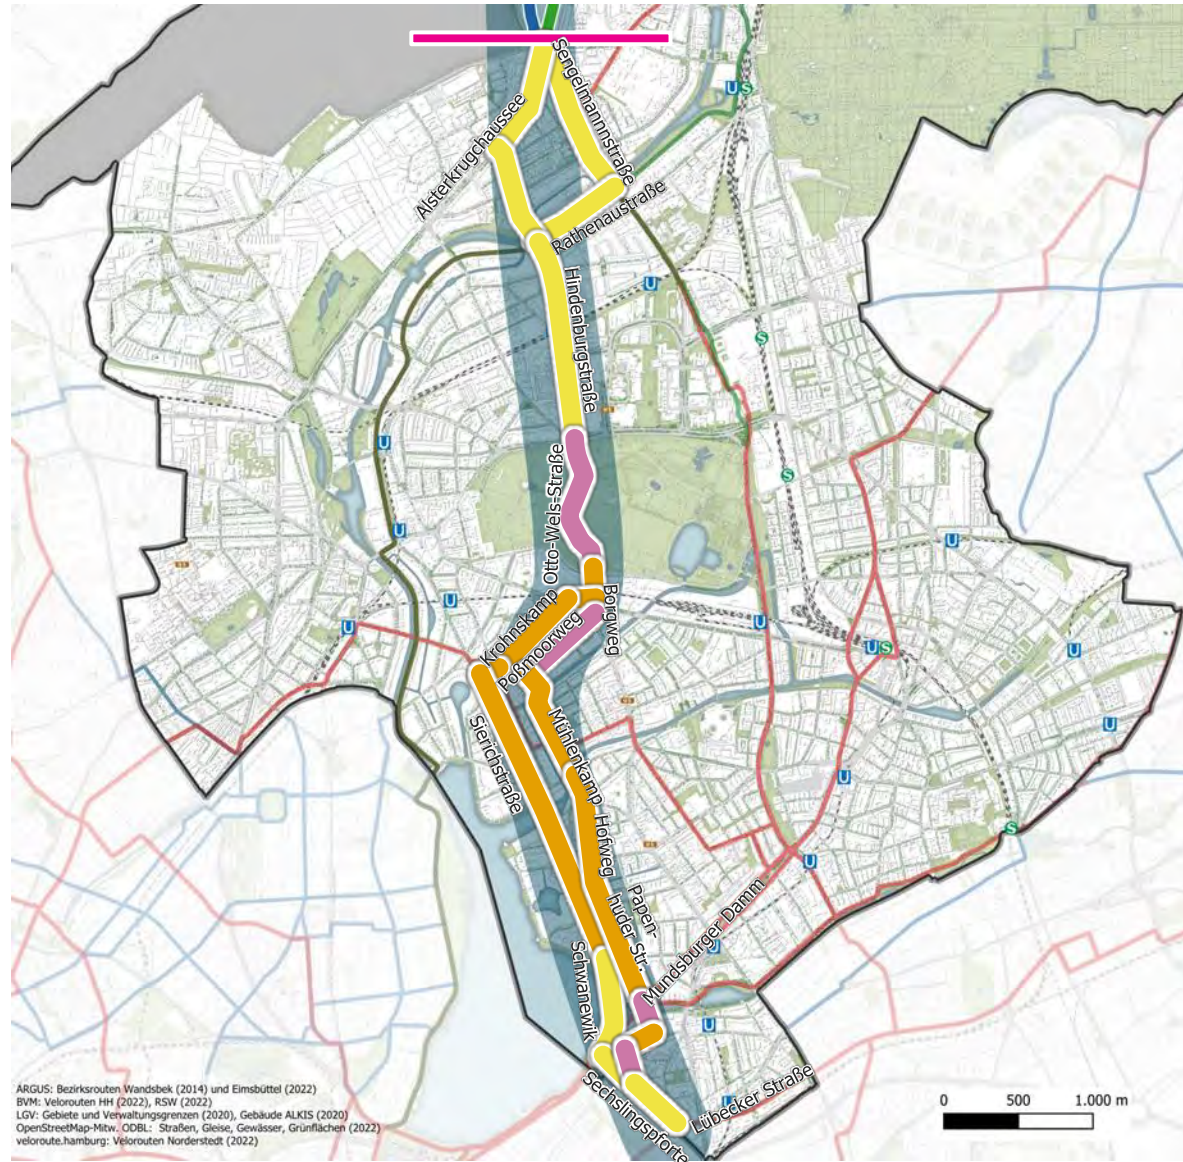 Sengelmannstraße
Alsterkrugchaussee
Rathenaustraße
Hindenburgstraße
Otto-Wels-Straße
Borgweg
Krohnskamp
Poßmoorweg
Sierichstraße
Mühlenkamp
Hofweg
Papen-
huder Str.
Mundsburger Damm
Schwanewik
Sechslingspforte
Lübecker Straße
U
S
U
S
U
S
U
U
U
U
U
U
U
S
U
U
U
S
U
U
U
U
ARGUS: Bezirksrouten Wandsbek (2014) und Eimsbüttel (2022)
BVM: Velorouten HH (2022), RSW (2022)
LGV: Gebiete und Verwaltungsgrenzen (2020), Gebäude ALKIS (2020)
OpenStreetMap-Mitw. ODBL: Straßen, Gleise, Gewässer, Grünflächen (2022)
veloroute.hamburg: Velorouten Norderstedt (2022)
0 500 1.000 m